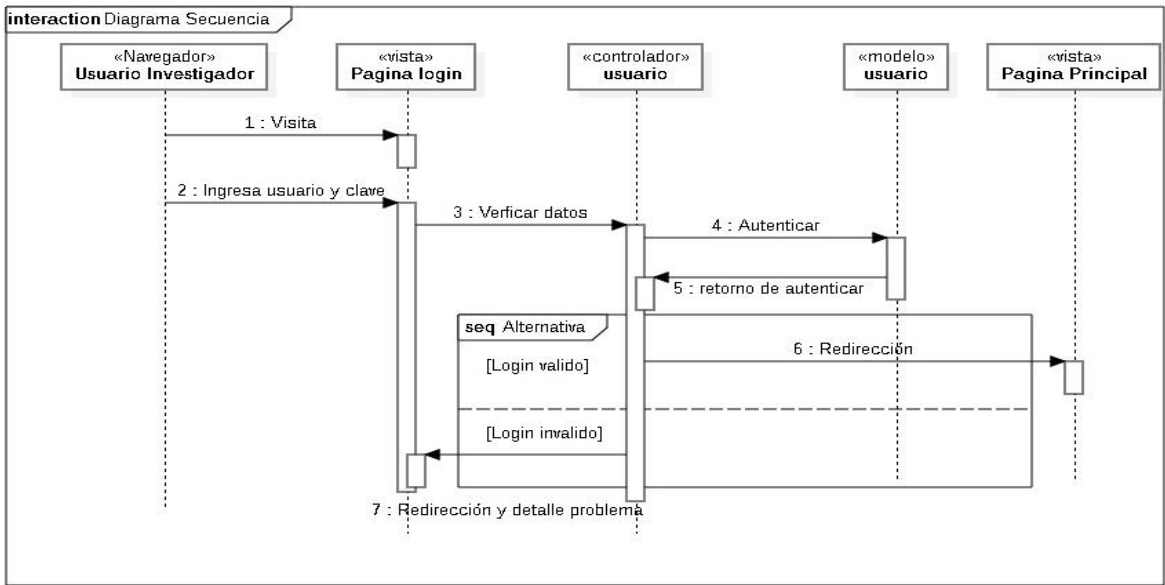 interaction Diagrama Secuencia
«Navegador»
Usuario Investigador
«vista»
Pagina login
«controlador»
usuario
«modelo»
usuario
«vista»
Pagina Principal
1 : Visita
2 : Ingresa usuario y clave
3 : Verficar datos
4 : Autenticar
5 : retorno de autenticar
seq Alternativa
6 : Redirección
[Login valido]
[Login invalido]
7 : Redirección y detalle problema